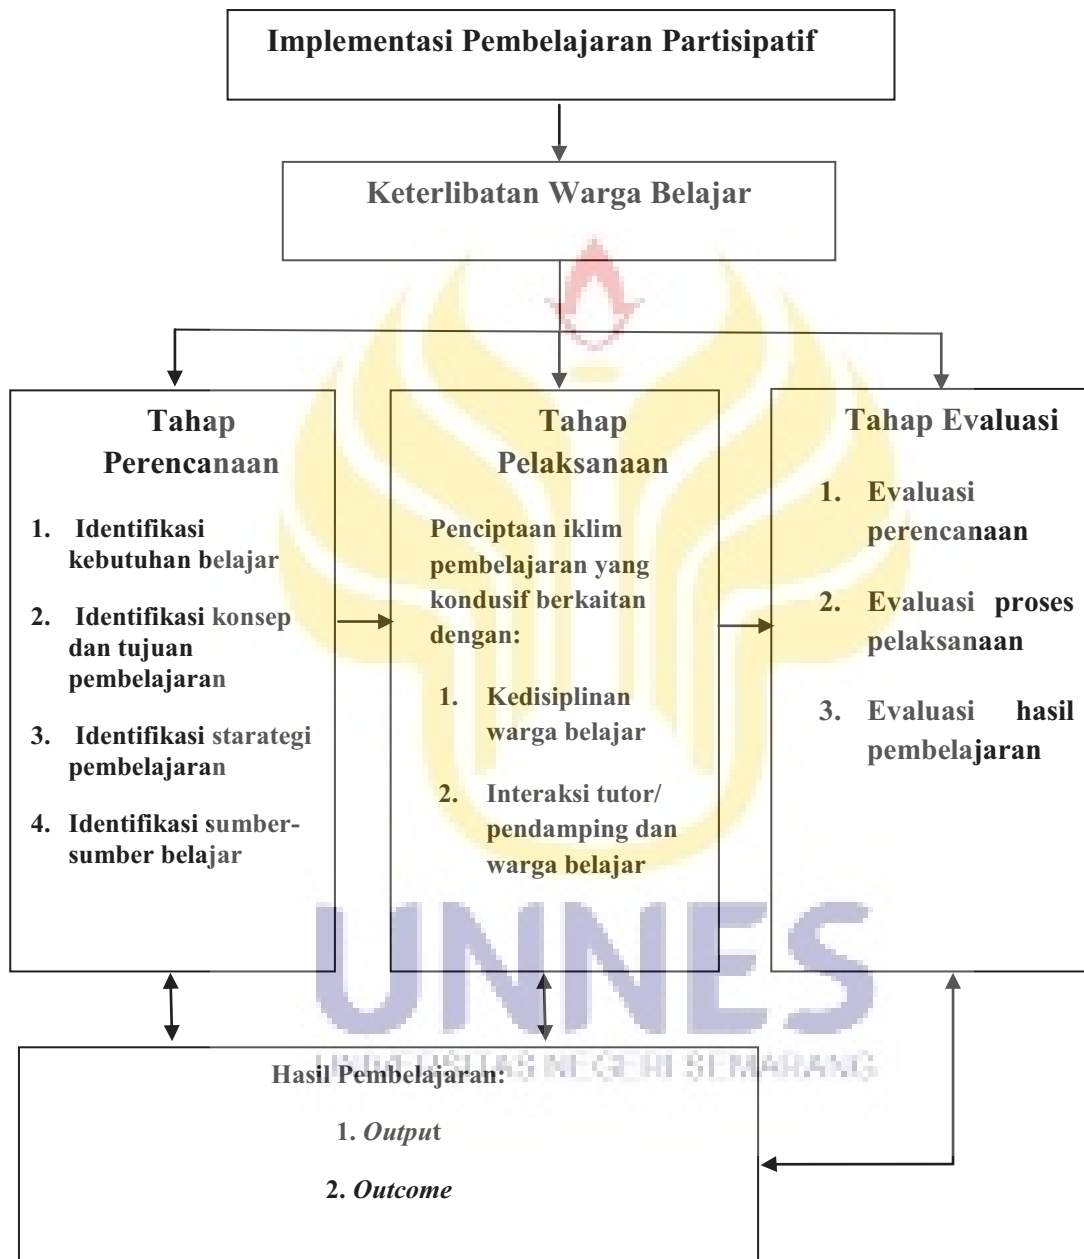 Implementasi Pembelajaran Partisipatif
Keterlibatan Warga Belajar
Tahap
Perencanaan
1. Identifikasi
kebutuhan belajar
2. Identifikasi konsep
dan tujuan
pembelajaran
3. Identifikasi starategi
pembelajaran
4. Identifikasi sumber-
sumber belajar
Tahap
Pelaksanaan
Penciptaan iklim
pembelajaran yang
kondusif berkaitan
dengan:
1. Kedisiplinan
warga belajar
2. Interaksi tutor/
pendamping dan
warga belajar
Tahap Evaluasi
1. Evaluasi
perencanaan
2. Evaluasi proses
pelaksanaan
3. Evaluasi hasil
pembelajaran
UNNES
UNIVERSITAS NEGERI SEMARANG
Hasil Pembelajaran:
1. Output
2. Outcome